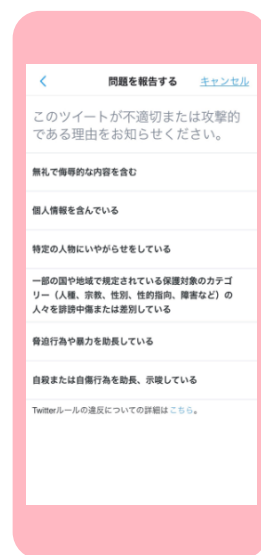 問題を報告する キャンセル
このツイートが不適切または攻撃的
である理由をお知らせください。
無礼で侮辱的な内容を含む
個人情報を含んでいる
特定の人物にいやがらせをしている
一部の国や地域で規定されている保護対象のカテゴ
リー（人種、宗教、性別、性的指向、障害など）の
人々を誹謗中傷または差別している
脅迫行為や暴力を助長している
自殺または自傷行為を助長、示唆している
Twitterルールの違反についての詳細はこちら。